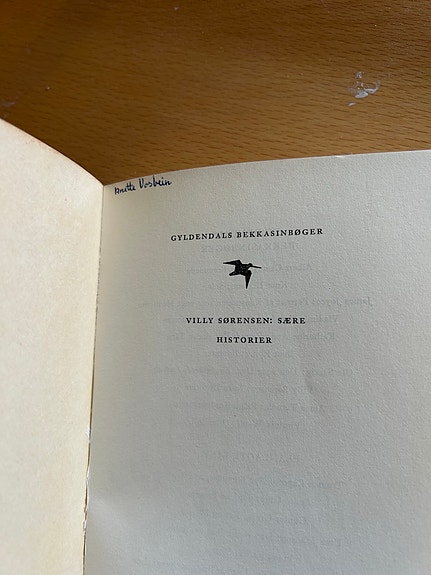 Anette Vosbein
GYLDENDALS BEKKASINBØGER
VILLY SØRENSEN: SÆRE
HISTORIER